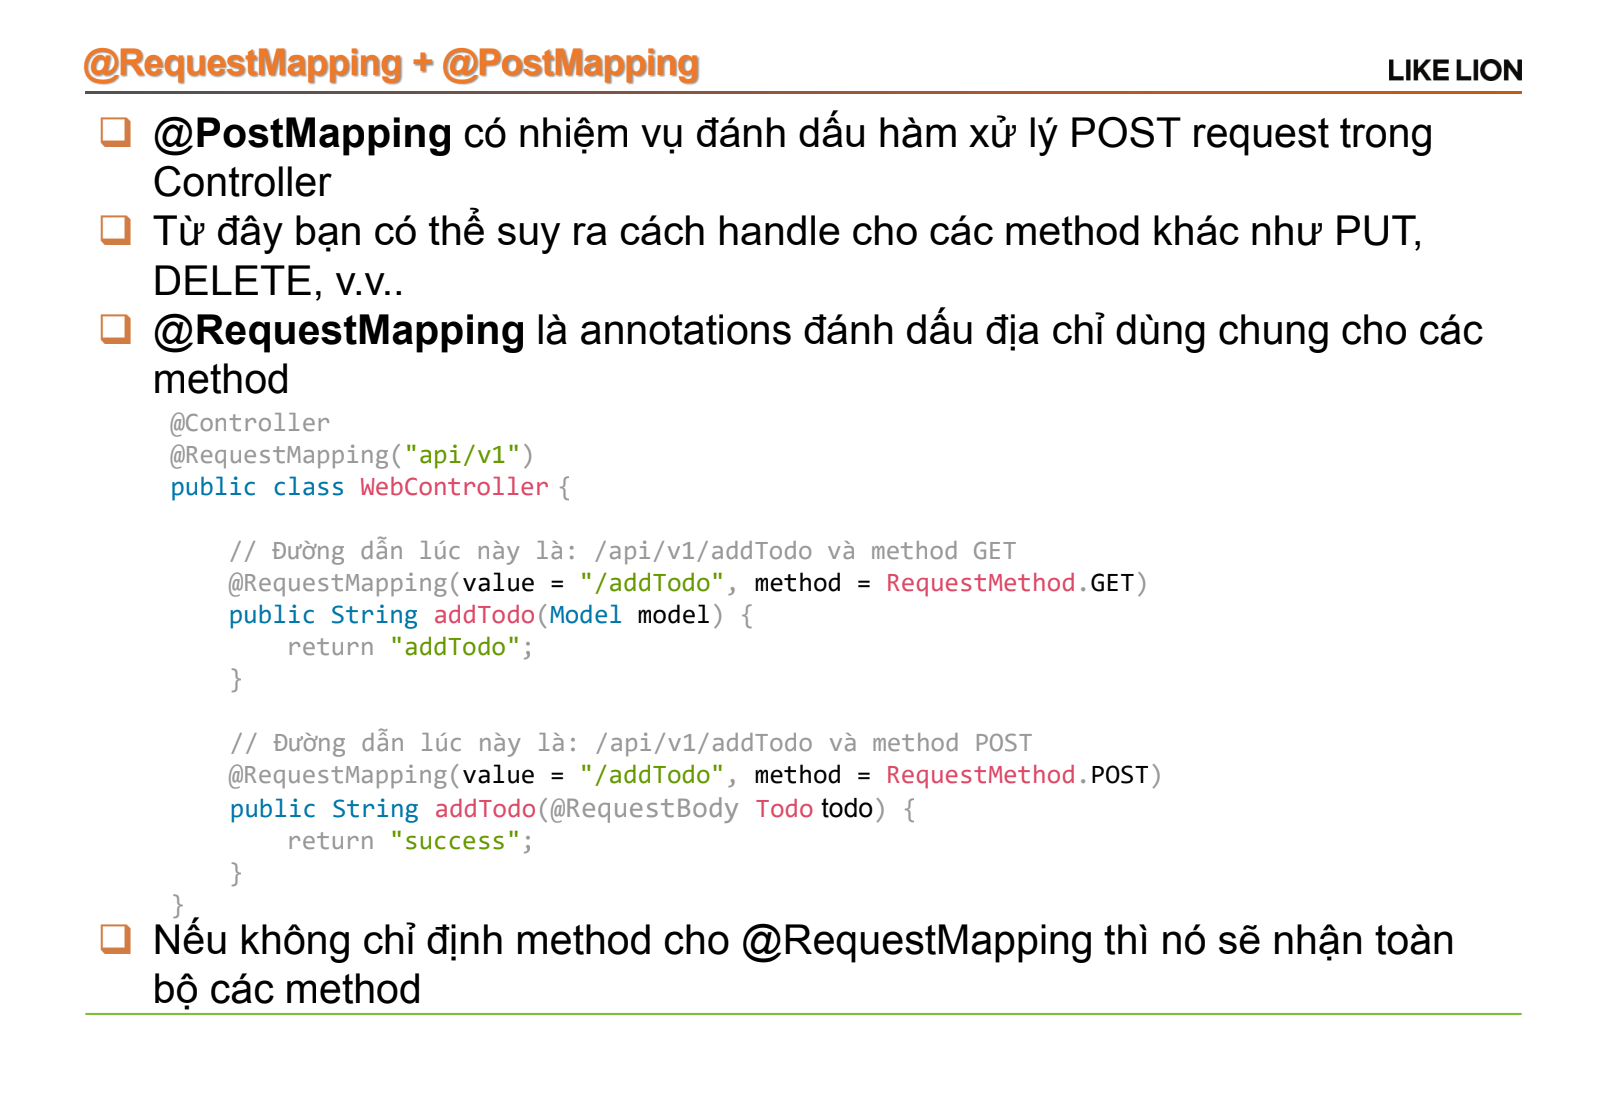 @RequestMapping + @PostMapping
LIKE LION
@PostMapping có nhiệm vụ đánh dấu hàm xử lý POST request trong
Controller
Từ đây bạn có thể suy ra cách handle cho các method khác như PUT,
DELETE, v.v..
@RequestMapping là annotations đánh dấu địa chỉ dùng chung cho các
method
@Controller
@RequestMapping("api/v1")
public class WebController {
// Đường dẫn lúc này là: /api/v1/addTodo và method GET
@RequestMapping(value = "/addTodo", method = RequestMethod.GET)
public String addTodo(Model model) {
return "addTodo";
}
// Đường dẫn lúc này là: /api/v1/addTodo và method POST
@RequestMapping(value = "/addTodo", method = RequestMethod.POST)
public String addTodo(@RequestBody Todo todo) {
return "success";
}
}
Nếu không chỉ định method cho @RequestMapping thì nó sẽ nhận toàn
bộ các method